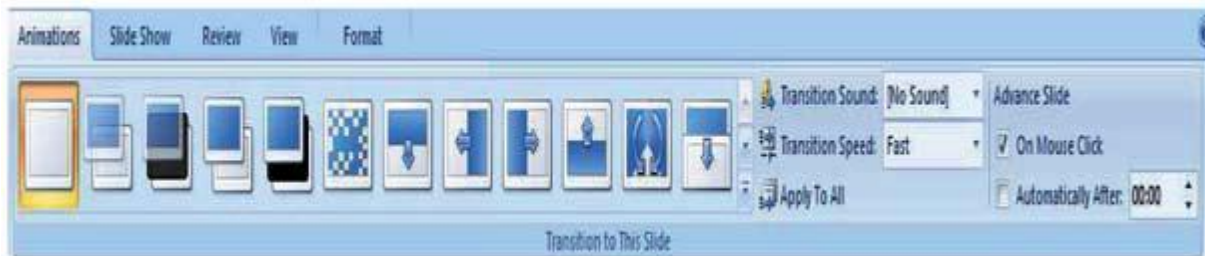 Animations Slide Show Review View Format
Transition Sound: [No Sound] Advance Slide
Transition Speed: Fast On Mouse Click
Apply To All Automatically After: 00:00
Transition to This Slide